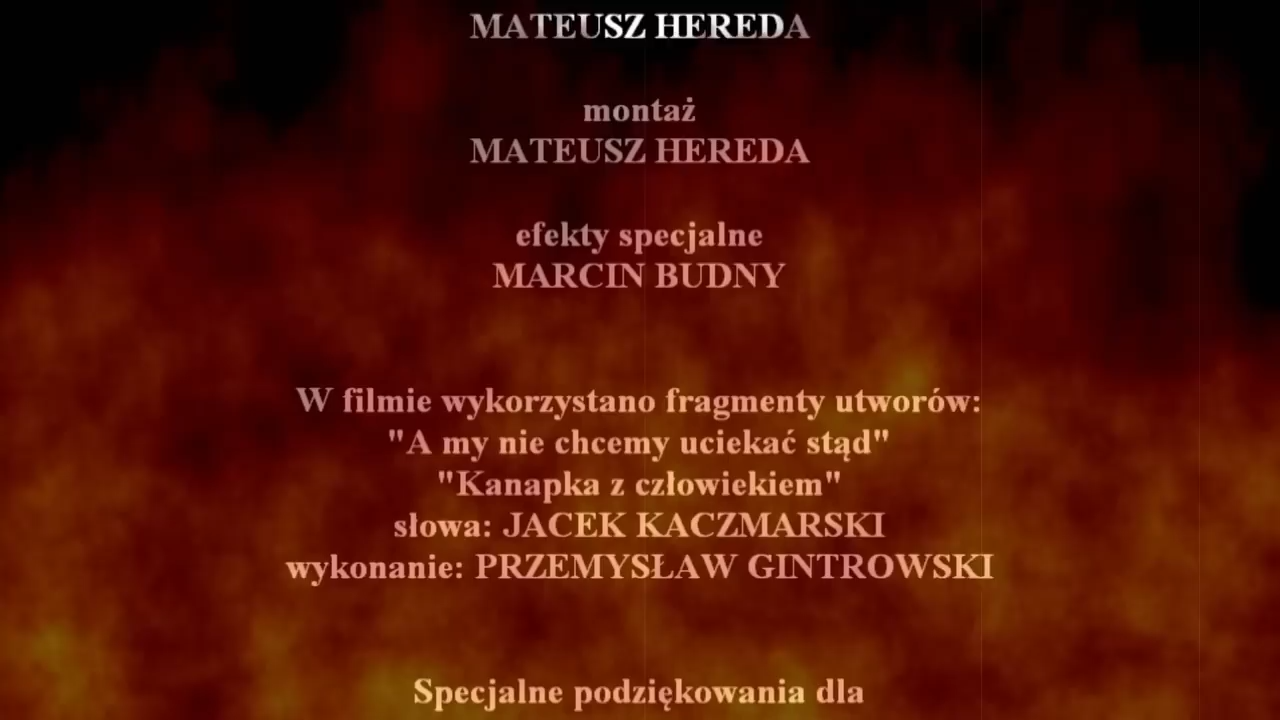 MATEUSZ HEREDA
montaż
MATEUSZ HEREDA
efekty specjalne
MARCIN BUDNY
W filmie wykorzystano fragmenty utworów:
"A my nie chcemy uciekać stąd"
"Kanapka z człowiekiem"
słowa: JACEK KACZMARSKI
wykonanie: PRZEMYSŁAW GINTROWSKI
Specjalne podziękowania dla